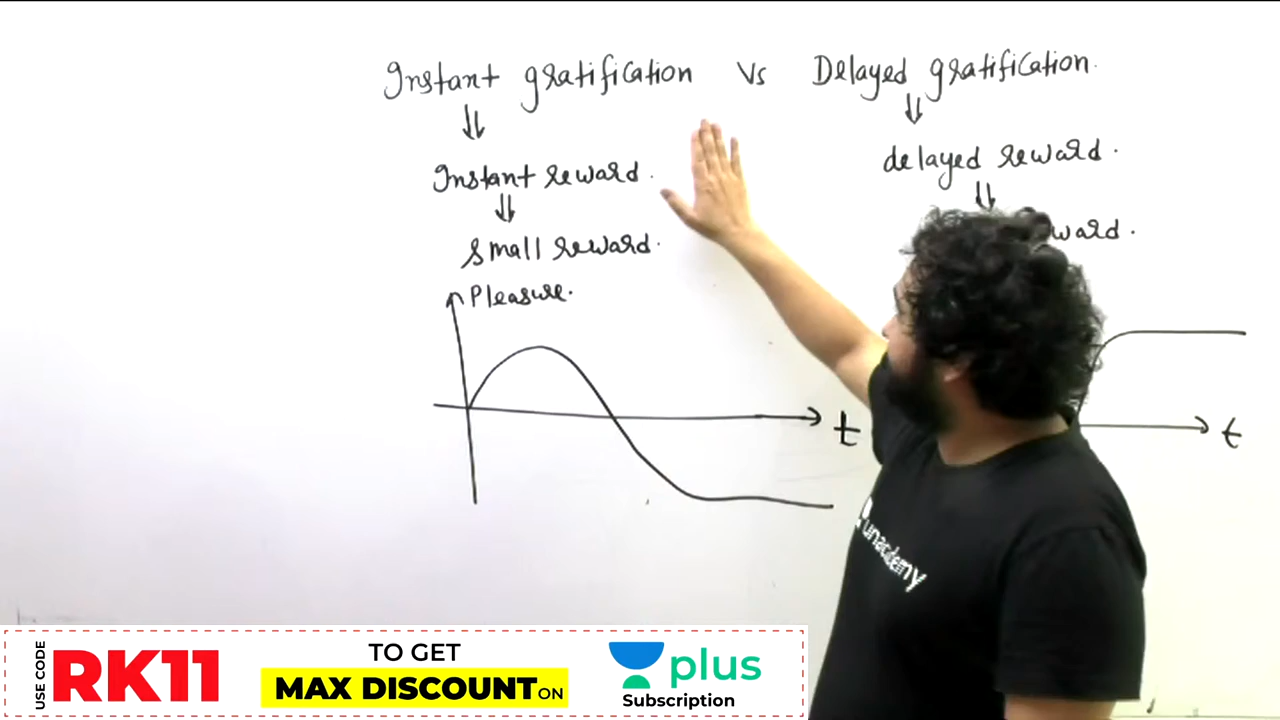 Instant gratification Vs Delayed gratification.
Instant reward.
delayed reward.
small reward.
ward.
Pleasure.
t
t
unacademy
USE CODE
RK11
TO GET
MAX DISCOUNT ON
plus
Subscription